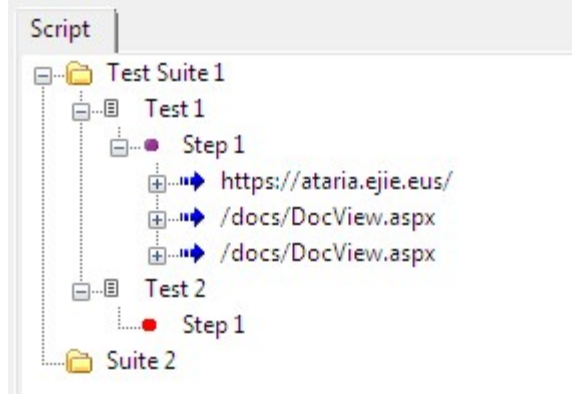 Script
Test Suite 1
Test 1
Step 1
https://ataria.ejie.eus/
/docs/DocView.aspx
/docs/DocView.aspx
Test 2
Step 1
Suite 2